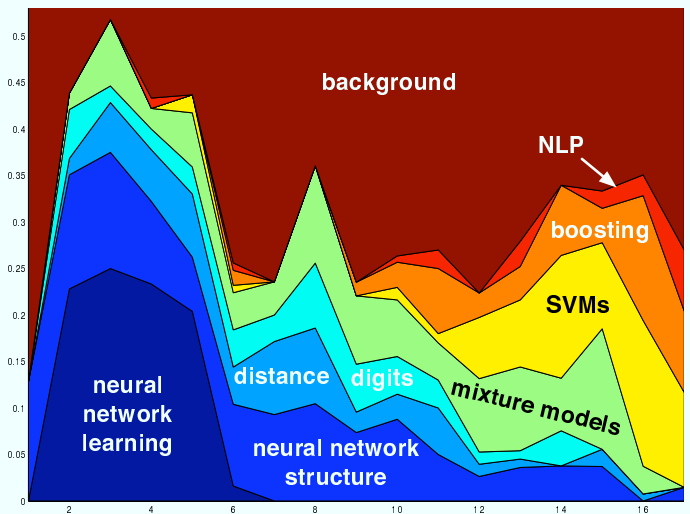 0.5
0.45
background
0.4
NLP
0.35
0.3
boosting
0.25
SVMs
0.2
0.15
distance
digits
neural
network
learning
mixture models
0.1
neural network
structure
0.05
0
2 4 6 8 10 12 14 16